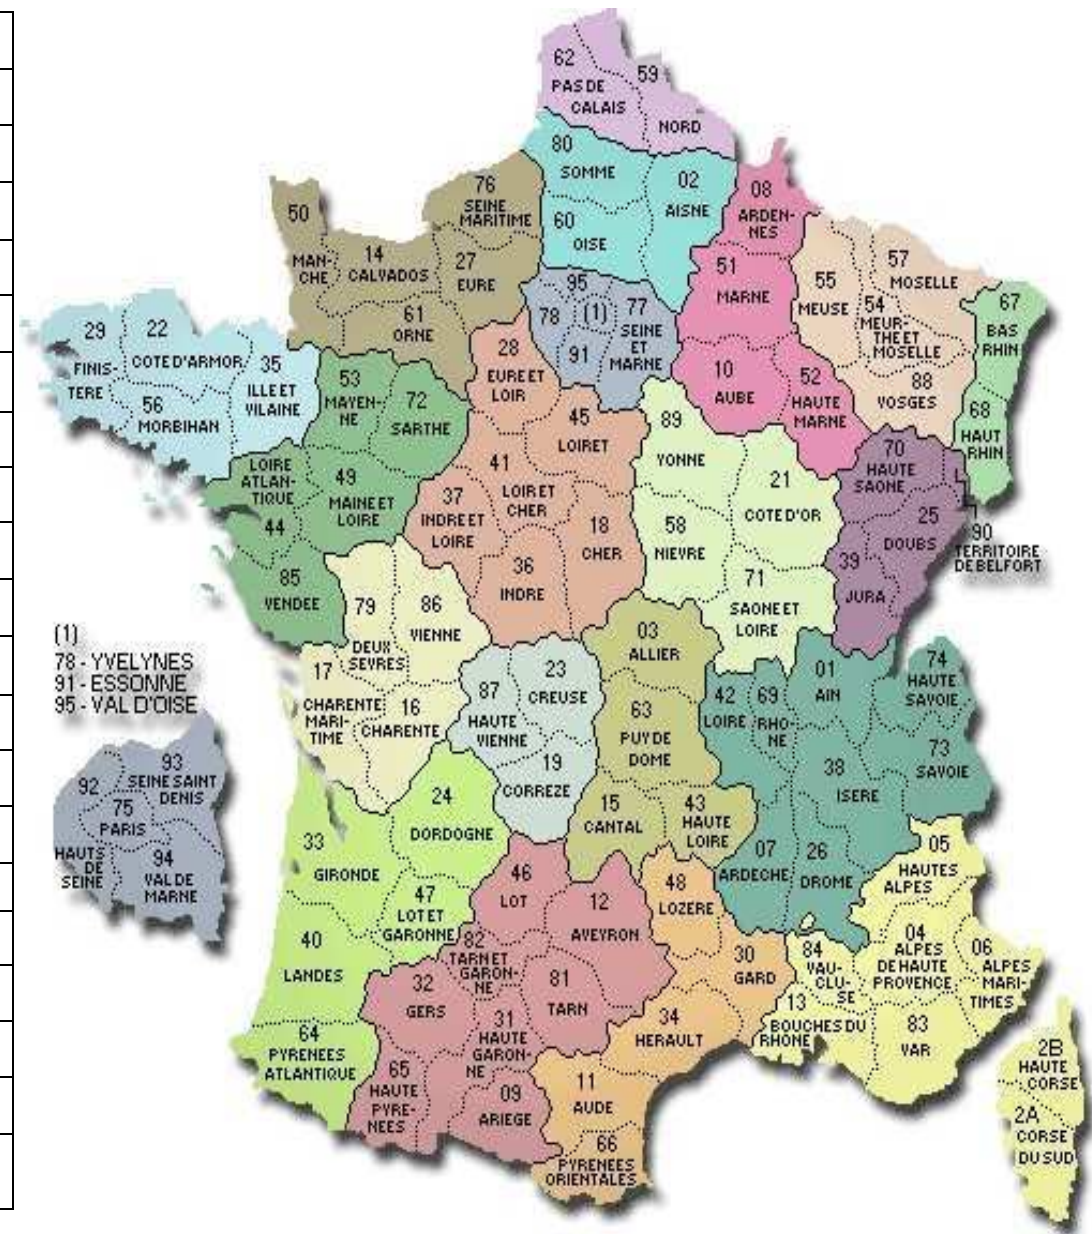 62
PAS DE
CALAIS
59
NORD
80
SOMME
02
AISNE
60
OISE
08
ARDEN-
NES
76
SEINE
MARITIME
50
MAN-
CHE
14
CALVADOS
27
EURE
61
ORNE
95
78
(1)
77
SEINE
ET
MARNE
91
51
MARNE
10
AUBE
52
HAUTE
MARNE
55
MEUSE
57
MOSELLE
54
MEUR-
THE ET
MOSELLE
88
VOSGES
67
BAS
RHIN
68
HAUT
RHIN
29
FINIS-
TERE
22
COTE D'ARMOR
35
ILLE ET
VILAINE
56
MORBIHAN
53
MAYEN-
NE
72
SARTHE
LOIRE
ATLAN-
TIQUE
44
49
MAINE ET
LOIRE
85
VENDEE
28
EURE ET
LOIR
45
LOIRET
41
LOIR ET
CHER
37
INDRE ET
LOIRE
18
CHER
36
INDRE
89
YONNE
21
COTE D'OR
58
NIEVRE
71
SAONE ET
LOIRE
70
HAUTE
SAONE
25
DOUBS
39
JURA
90
TERRITOIRE
DE BELFORT
79
DEUX
SEVRES
86
VIENNE
17
CHARENTE
MARI-
TIME
16
CHARENTE
87
HAUTE
VIENNE
23
CREUSE
19
CORREZE
03
ALLIER
63
PUY DE
DOME
15
CANTAL
43
HAUTE
LOIRE
42
LOIRE
69
RHO-
NE
01
AIN
74
HAUTE
SAVOIE
73
SAVOIE
38
ISERE
07
ARDECHE
26
DROME
(1)
78 - YVELYNES
91 - ESSONNE
95 - VAL D'OISE
92
HAUTS
DE
SEINE
93
SEINE SAINT
DENIS
75
PARIS
94
VAL DE
MARNE
24
DORDOGNE
33
GIRONDE
47
LOT ET
GARONNE
40
LANDES
64
PYRENEES
ATLANTIQUE
46
LOT
12
AVEYRON
82
TARN ET
GARON-
NE
32
GERS
81
TARN
31
HAUTE
GARON-
NE
65
HAUTE
PYRE-
NEES
09
ARIEGE
48
LOZERE
30
GARD
34
HERAULT
11
AUDE
66
PYRENEES
ORIENTALES
05
HAUTES
ALPES
04
ALPES
DE HAUTE
PROVENCE
06
ALPES
MARI-
TIMES
84
VAU-
CLU-
SE
13
BOUCHES DU
RHONE
83
VAR
2B
HAUTE
CORSE
2A
CORSE
DU SUD